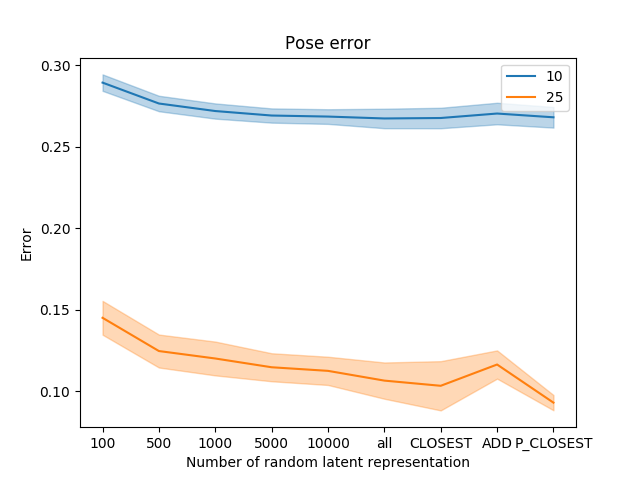 Pose error
0.30
0.25
0.20
0.15
0.10
Error
10
25
100 500 1000 5000 10000 all CLOSEST ADD P_CLOSEST
Number of random latent representation